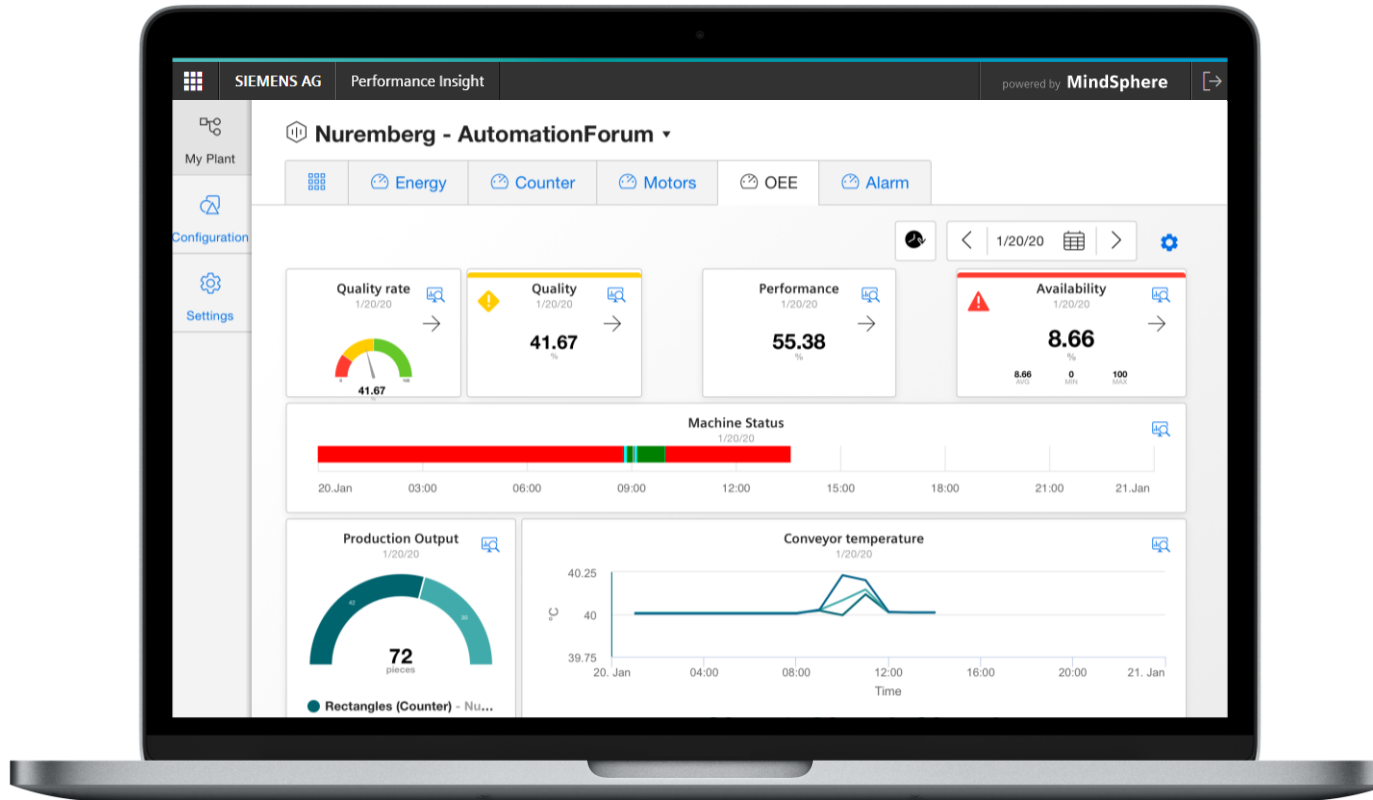 SIEMENS AG
Performance Insight
powered by MindSphere
My Plant
Configuration
Settings
Nuremberg - AutomationForum
Energy
Counter
Motors
OEE
Alarm
1/20/20
Quality rate
1/20/20
0
100
41.67
%
Quality
1/20/20
41.67
%
Performance
1/20/20
55.38
%
Availability
1/20/20
8.66
%
8.66
AVG
0
MIN
100
MAX
Machine Status
1/20/20
20.Jan 03:00 06:00 09:00 12:00 15:00 18:00 21:00 21.Jan
Production Output
1/20/20
42
30
72
pieces
Rectangles (Counter) - Nu...
Conveyor temperature
1/20/20
40.25
°C
40
39.75
20. Jan 04:00 08:00 12:00 16:00 20:00 21. Jan
Time